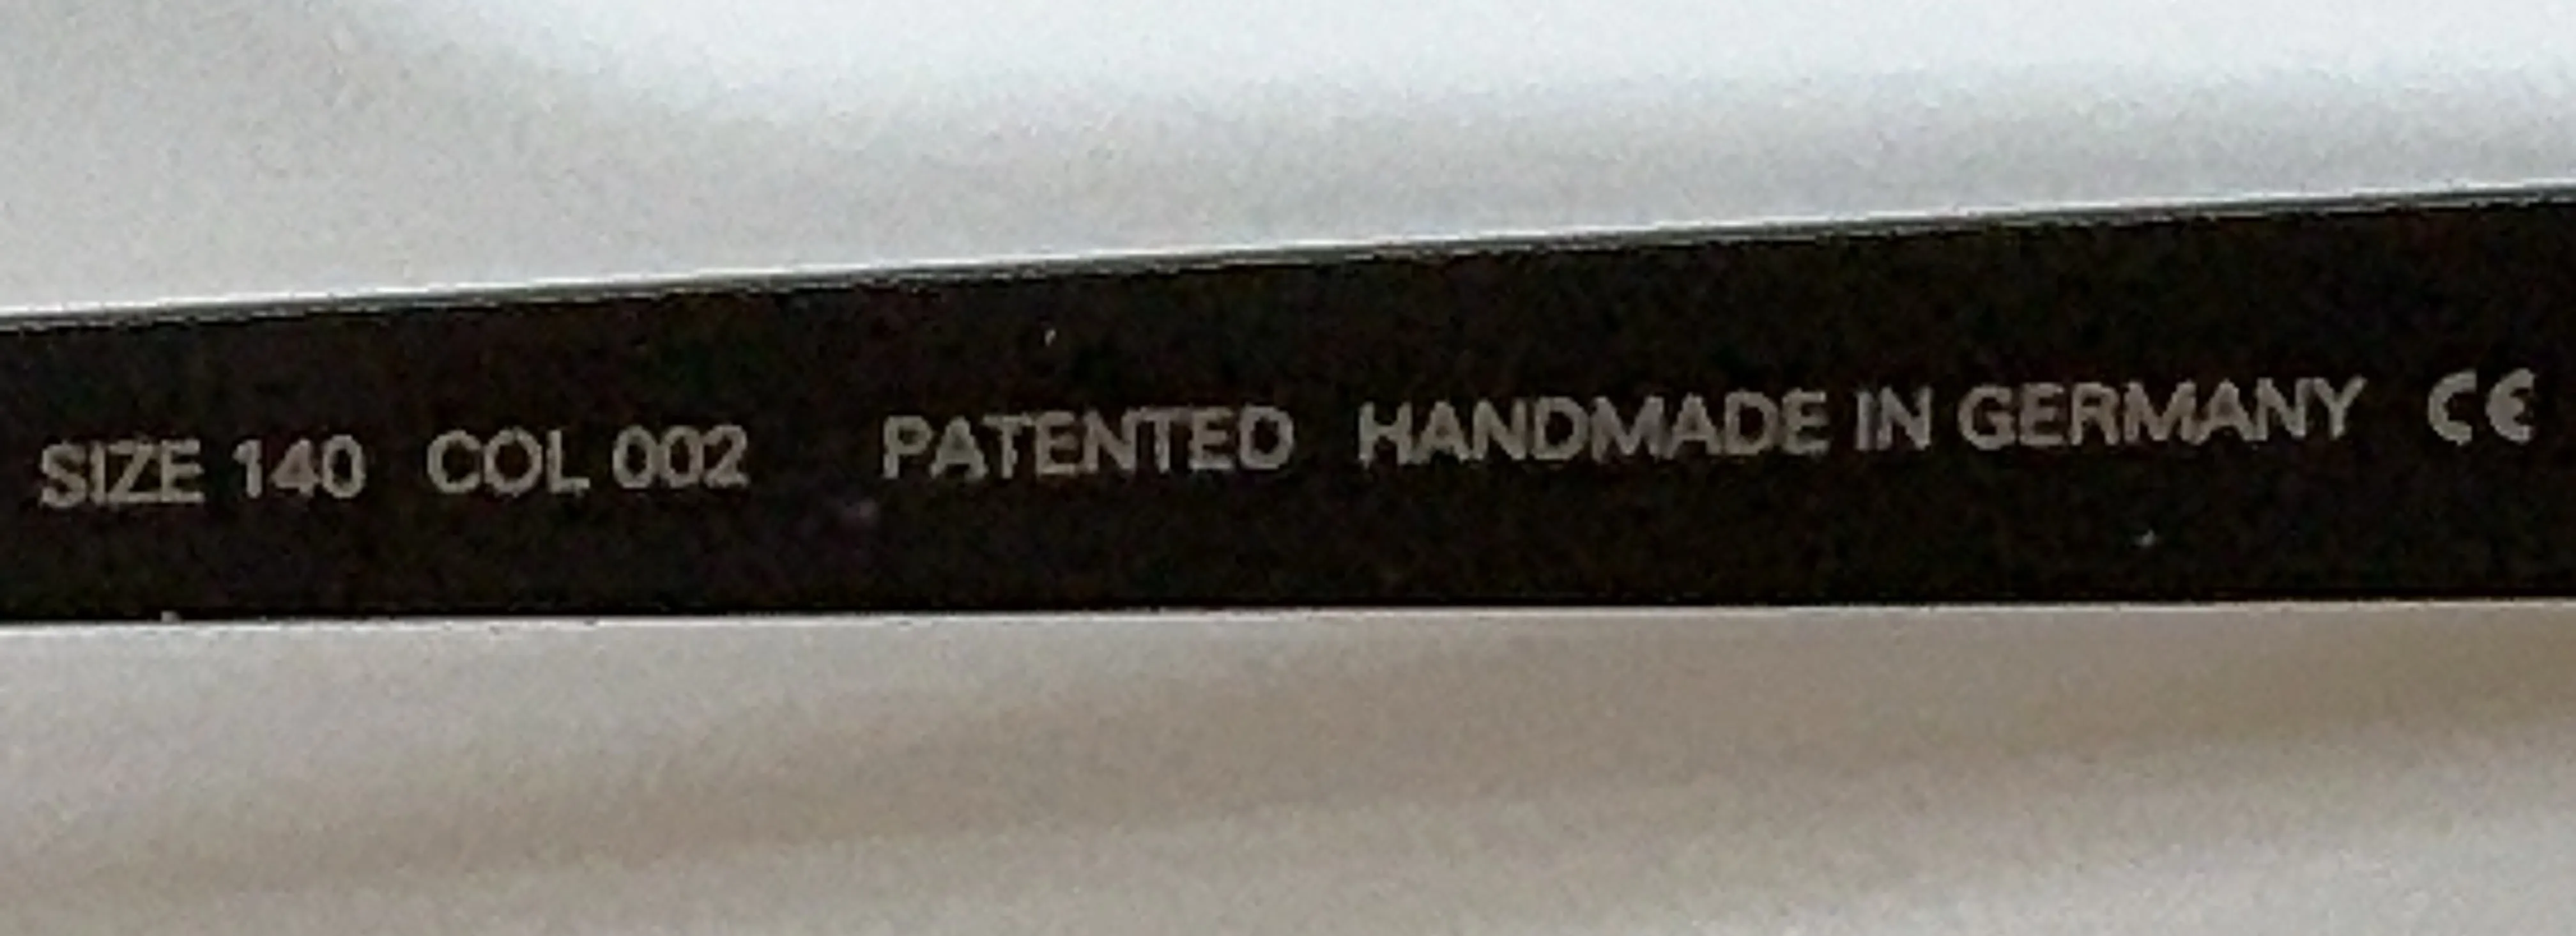 SIZE 140 COL 002 PATENTED HANDMADE IN GERMANY CE